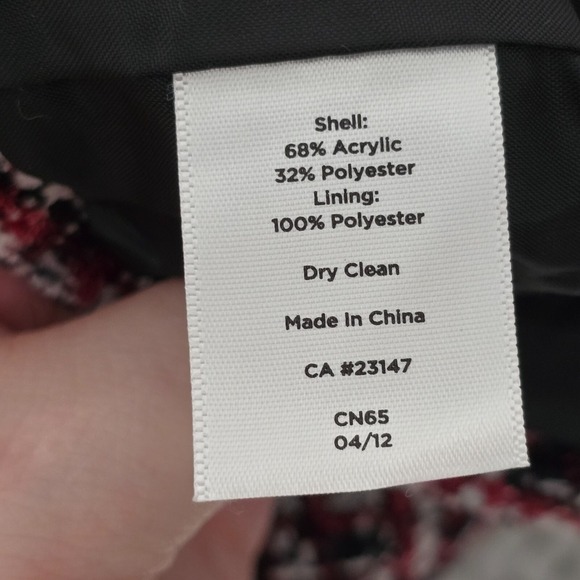 Shell:
68% Acrylic
32% Polyester
Lining:
100% Polyester
Dry Clean
Made in China
CA #23147
CN65
04/12